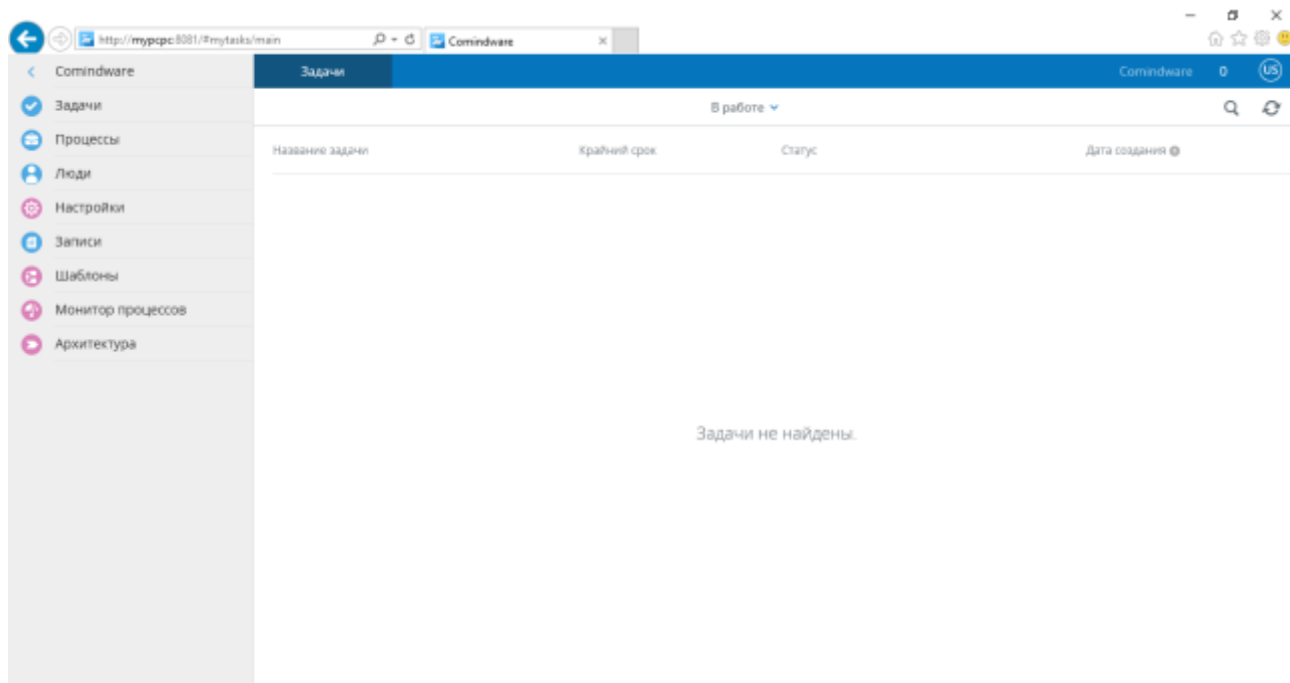 http://mypcpc:8081/#mytasks/main
Comindware
Comindware
Задачи
Comindware 0 US
Задачи
В работе
Процессы
Название задачи Крайний срок Статус Дата создания
Люди
Настройки
Записи
Шаблоны
Монитор процессов
Архитектура
Задачи не найдены.